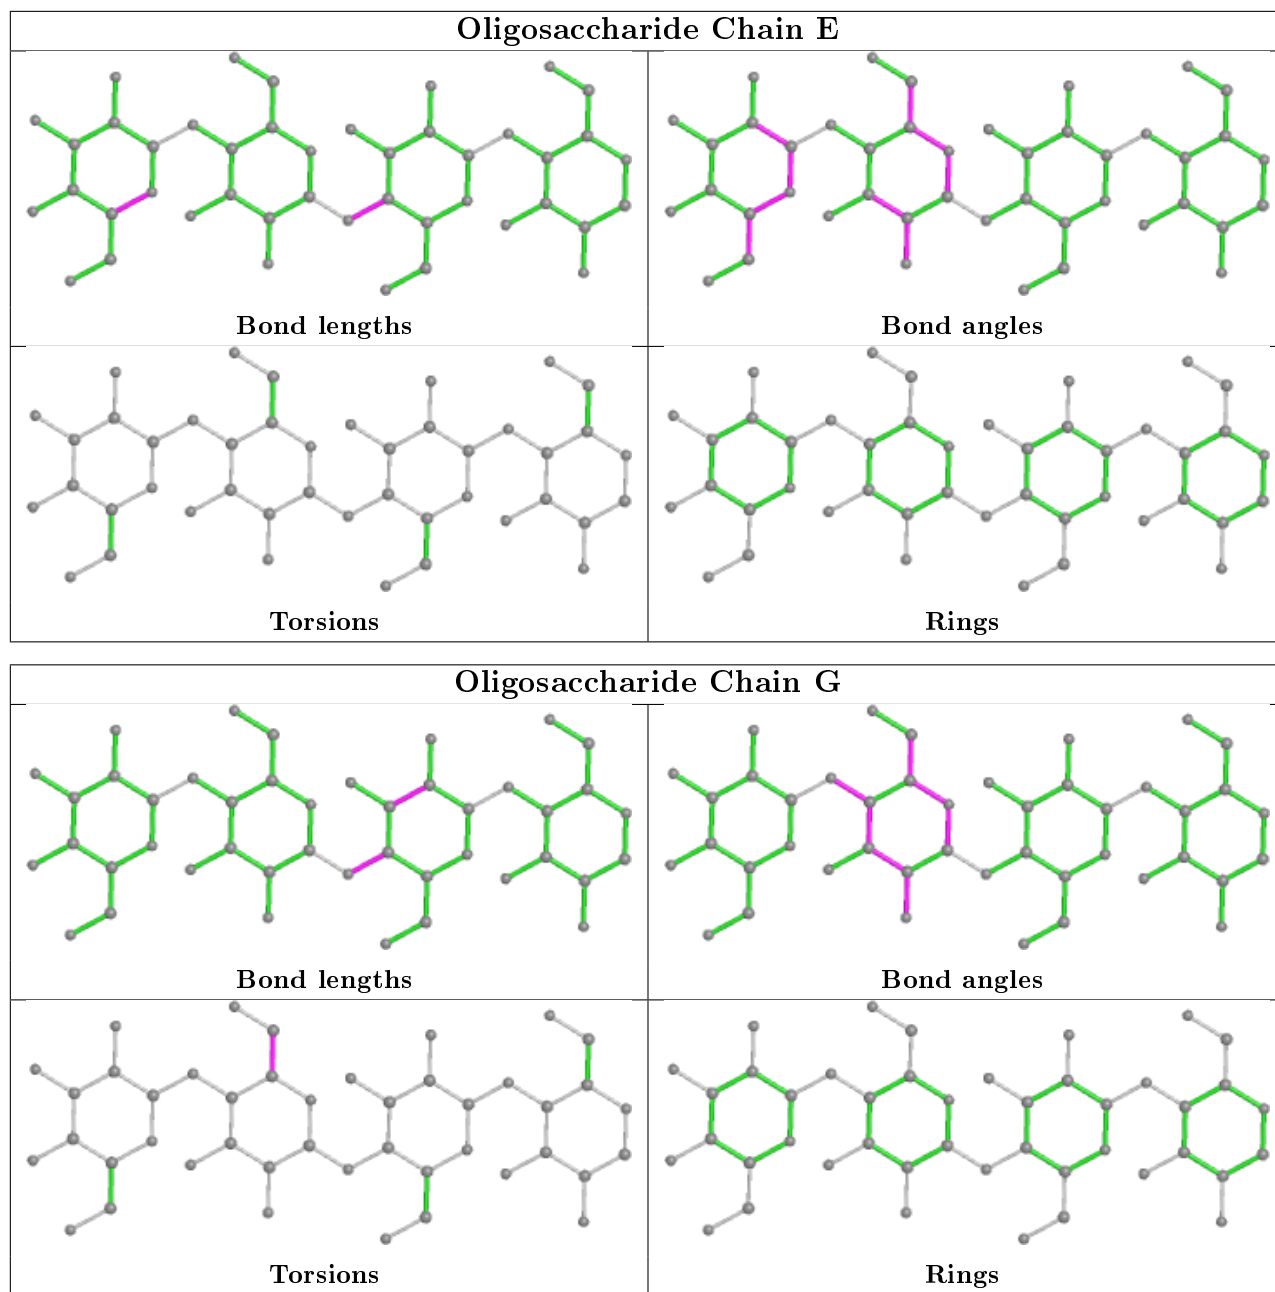 Oligosaccharide Chain E
Bond lengths
Bond angles
Torsions
Rings
Oligosaccharide Chain G
Bond lengths
Bond angles
Torsions
Rings